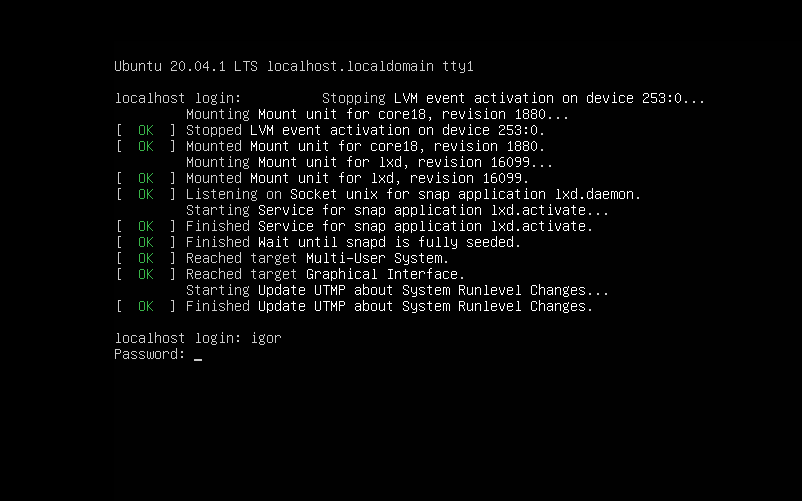 Ubuntu 20.04.1 LTS localhost.localdomain tty1
localhost login:          Stopping LVM event activation on device 253:0...
         Mounting Mount unit for core18, revision 1880...
[  OK  ] Stopped LVM event activation on device 253:0.
[  OK  ] Mounted Mount unit for core18, revision 1880.
         Mounting Mount unit for lxd, revision 16099...
[  OK  ] Mounted Mount unit for lxd, revision 16099.
[  OK  ] Listening on Socket unix for snap application lxd.daemon.
         Starting Service for snap application lxd.activate...
[  OK  ] Finished Service for snap application lxd.activate.
[  OK  ] Finished Wait until snapd is fully seeded.
[  OK  ] Reached target Multi-User System.
[  OK  ] Reached target Graphical Interface.
         Starting Update UTMP about System Runlevel Changes...
[  OK  ] Finished Update UTMP about System Runlevel Changes.
localhost login: igor
Password: _